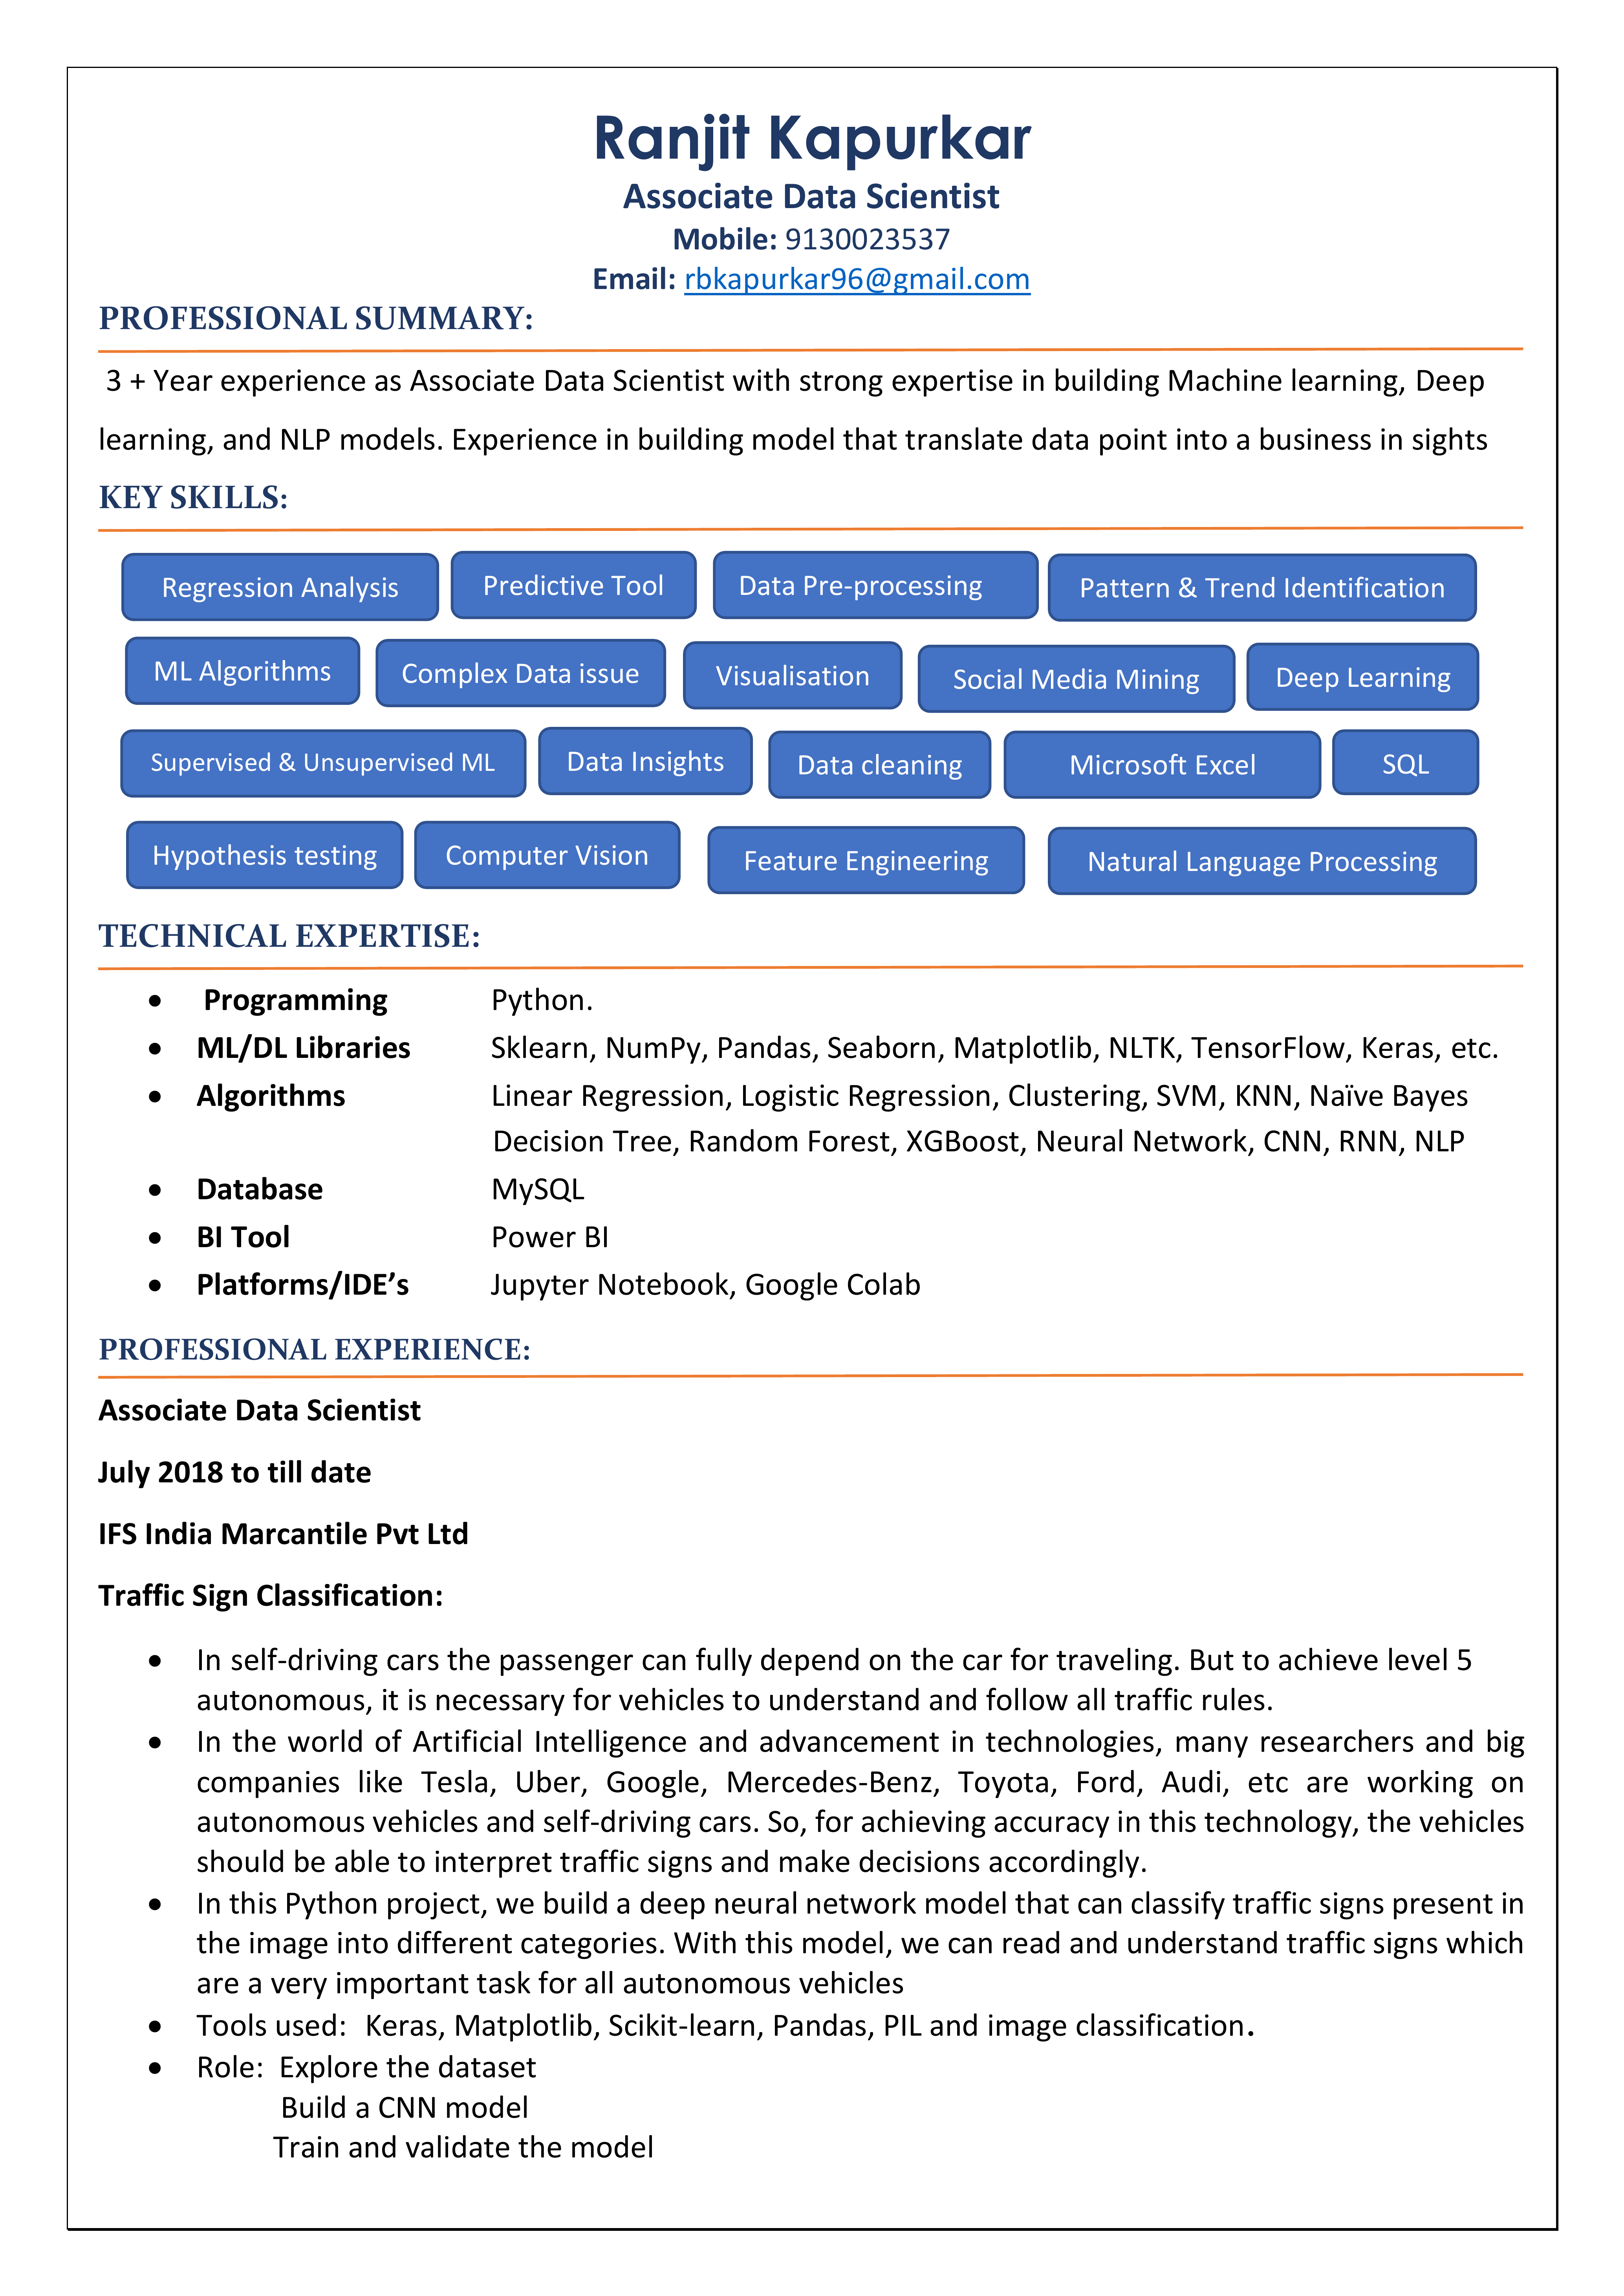 Ranjit Kapurkar
Associate Data Scientist
Mobile: 9130023537
Email: rbkapurkar96@gmail.com
PROFESSIONAL SUMMARY:
3 + Year experience as Associate Data Scientist with strong expertise in building Machine learning, Deep
learning, and NLP models. Experience in building model that translate data point into a business in sights
KEY SKILLS:
Regression Analysis Predictive Tool Data Pre-processing Pattern & Trend Identification
ML Algorithms Complex Data issue Visualisation Social Media Mining Deep Learning
Supervised & Unsupervised ML Data Insights Data cleaning Microsoft Excel SQL
Hypothesis testing Computer Vision Feature Engineering Natural Language Processing
TECHNICAL EXPERTISE:
• Programming Python.
• ML/DL Libraries Sklearn, NumPy, Pandas, Seaborn, Matplotlib, NLTK, TensorFlow, Keras, etc.
• Algorithms Linear Regression, Logistic Regression, Clustering, SVM, KNN, Naïve Bayes
Decision Tree, Random Forest, XGBoost, Neural Network, CNN, RNN, NLP
• Database MySQL
• BI Tool Power BI
• Platforms/IDE’s Jupyter Notebook, Google Colab
PROFESSIONAL EXPERIENCE:
Associate Data Scientist
July 2018 to till date
IFS India Marcantile Pvt Ltd
Traffic Sign Classification:
• In self-driving cars the passenger can fully depend on the car for traveling. But to achieve level 5
autonomous, it is necessary for vehicles to understand and follow all traffic rules.
• In the world of Artificial Intelligence and advancement in technologies, many researchers and big
companies like Tesla, Uber, Google, Mercedes-Benz, Toyota, Ford, Audi, etc are working on
autonomous vehicles and self-driving cars. So, for achieving accuracy in this technology, the vehicles
should be able to interpret traffic signs and make decisions accordingly.
• In this Python project, we build a deep neural network model that can classify traffic signs present in
the image into different categories. With this model, we can read and understand traffic signs which
are a very important task for all autonomous vehicles
• Tools used: Keras, Matplotlib, Scikit-learn, Pandas, PIL and image classification.
• Role: Explore the dataset
Build a CNN model
Train and validate the model